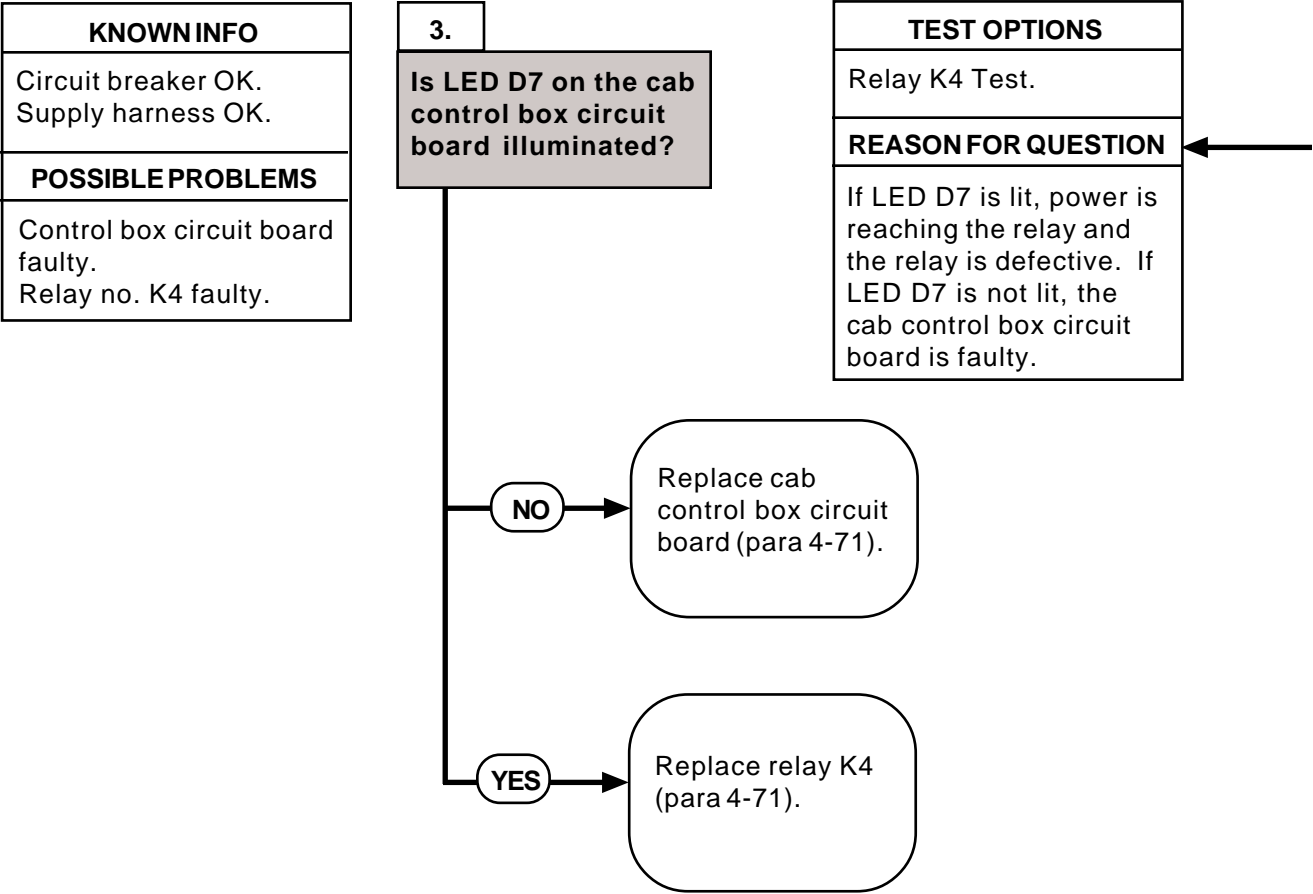 KNOWN INFO
Circuit breaker OK.
Supply harness OK.
POSSIBLE PROBLEMS
Control box circuit board
faulty.
Relay no. K4 faulty.
3.
Is LED D7 on the cab
control box circuit
board illuminated?
TEST OPTIONS
Relay K4 Test.
REASON FOR QUESTION
If LED D7 is lit, power is
reaching the relay and
the relay is defective. If
LED D7 is not lit, the
cab control box circuit
board is faulty.
NO
Replace cab
control box circuit
board (para 4-71).
YES
Replace relay K4
(para 4-71).